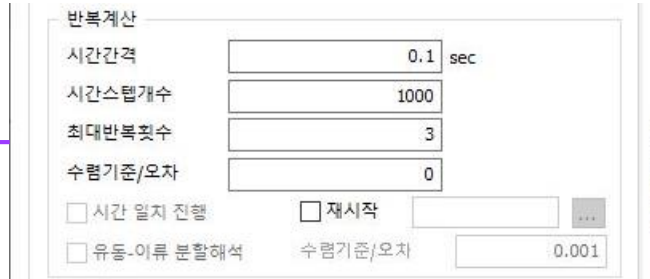 반복계산
시간간격 0.1 sec
시간스텝개수 1000
최대반복횟수 3
수렴기준/오차 0
시간 일치 진행 재시작 ...
유동-이류 분할해석 수렴기준/오차 0.001